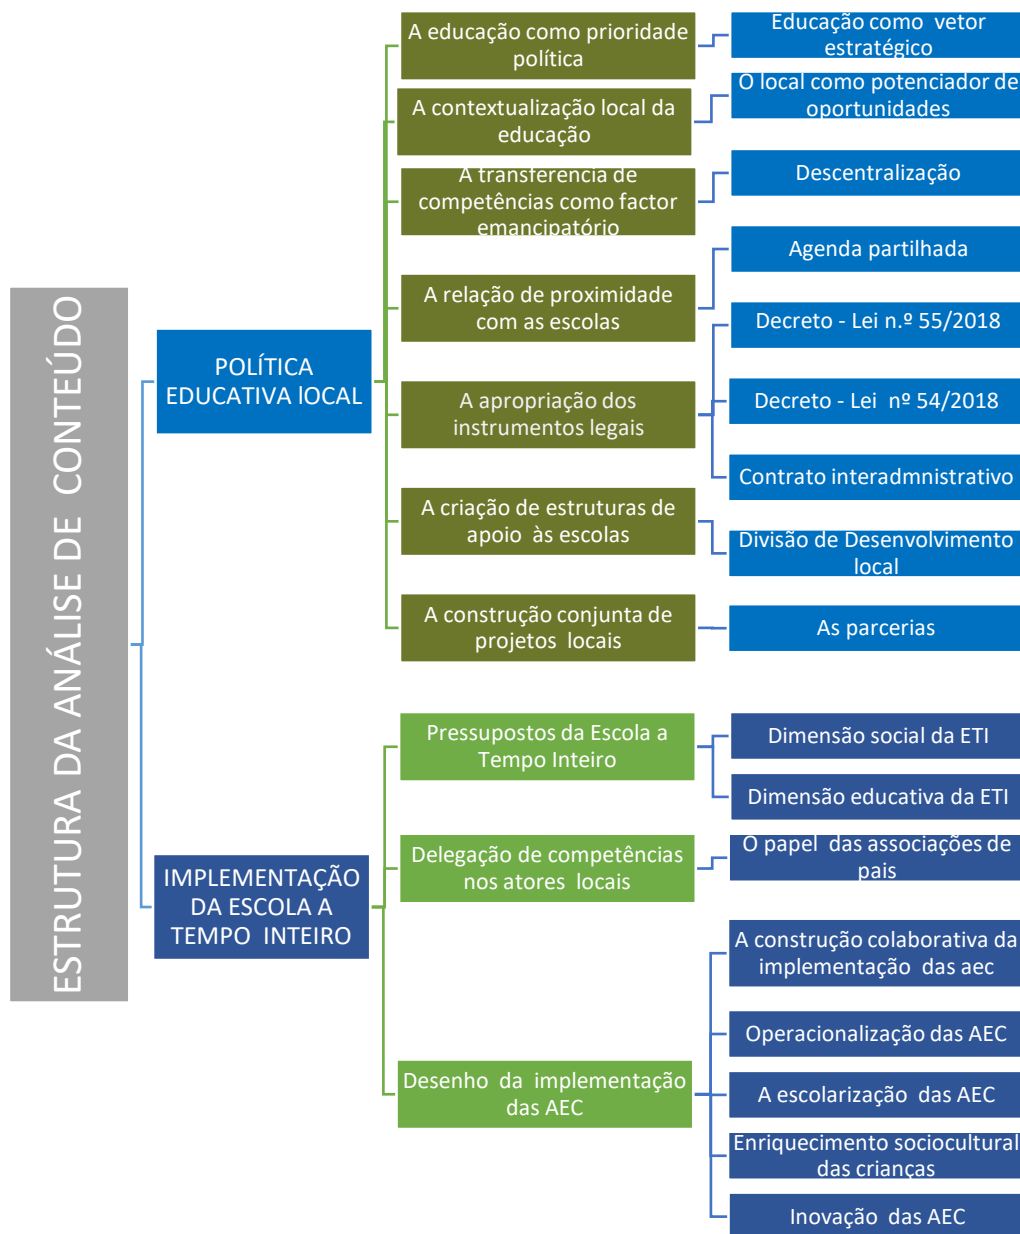 ESTRUTURA DA ANÁLISE DE CONTEÚDO
POLÍTICA
EDUCATIVA lOCAL
A educação como prioridade
política
Educação como vetor
estratégico
A contextualização local da
educação
O local como potenciador de
oportunidades
A transferência de
competências como factor
emancipatório
Descentralização
A relação de proximidade
com as escolas
Agenda partilhada
A apropriação dos
instrumentos legais
Decreto - Lei n.º 55/2018
Decreto - Lei nº 54/2018
Contrato interadmnistrativo
A criação de estruturas de
apoio às escolas
Divisão de Desenvolvimento
local
A construção conjunta de
projetos locais
As parcerias
IMPLEMENTAÇÃO
DA ESCOLA A
TEMPO INTEIRO
Pressupostos da Escola a
Tempo Inteiro
Dimensão social da ETI
Dimensão educativa da ETI
Delegação de competências
nos atores locais
O papel das associações de
pais
Desenho da implementação
das AEC
A construção colaborativa da
implementação das aec
Operacionalização das AEC
A escolarização das AEC
Enriquecimento sociocultural
das crianças
Inovação das AEC